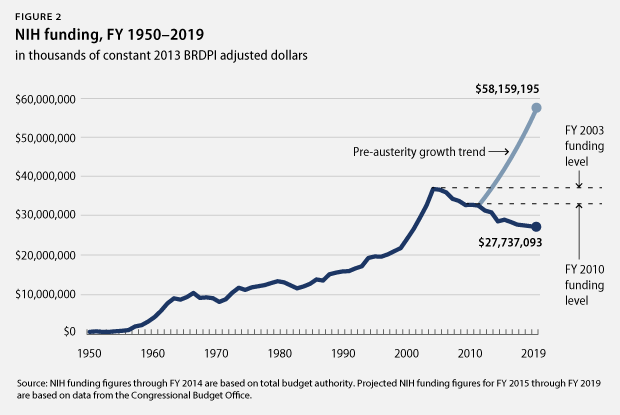 FIGURE 2
NIH funding, FY 1950–2019
in thousands of constant 2013 BRDPI adjusted dollars
$58,159,195
$60,000,000
$50,000,000
$40,000,000
$30,000,000
$20,000,000
$10,000,000
$0
Pre-austerity growth trend
FY 2003
funding
level
$27,737,093
FY 2010
funding
level
1950 1960 1970 1980 1990 2000 2010 2019
Source: NIH funding figures through FY 2014 are based on total budget authority. Projected NIH funding figures for FY 2015 through FY 2019
are based on data from the Congressional Budget Office.